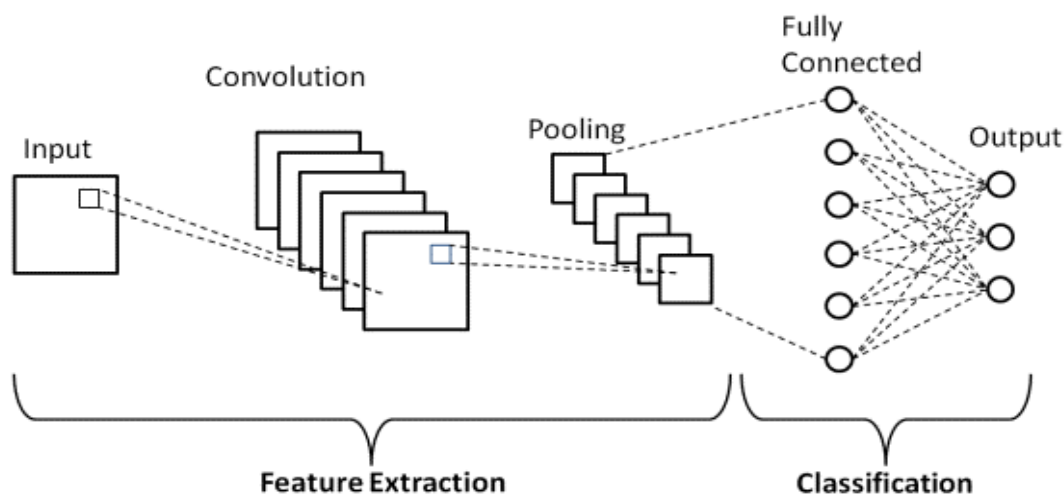 Input
Convolution
Pooling
Fully
Connected
Output
Feature Extraction
Classification